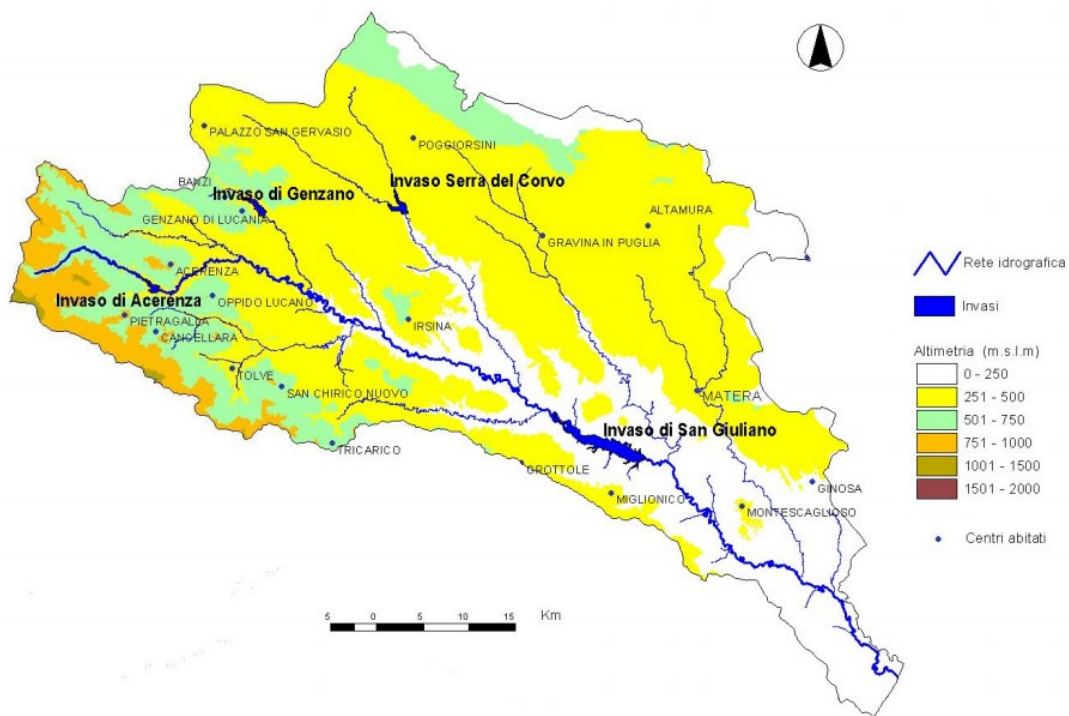 PALAZZO SAN GERVASIO
POGGIORSINI
BANZI
Invaso di Genzano
Invaso Serra del Corvo
GENZANO DI LUCANIA
ALTAMURA
GRAVINA IN PUGLIA
ACERENZA
Invaso di Acerenza
OPPIDO LUCANO
PIETRAGALLA
CANCELLARA
IRSINA
TOLVE
SAN CHIRICO NUOVO
MATERA
Invaso di San Giuliano
TRICARICO
GROTTOLE
MIGLIONICO
GINOSA
MONTESCAGLIOSO
Rete idrografica
Invasi
Altimetria (m.s.l.m)
0 - 250
251 - 500
501 - 750
751 - 1000
1001 - 1500
1501 - 2000
Centri abitati
5 0 5 10 15 Km